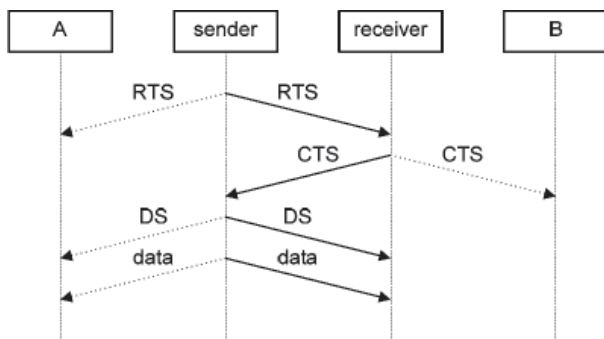 A sender receiver B
RTS RTS
CTS CTS
DS DS
data data